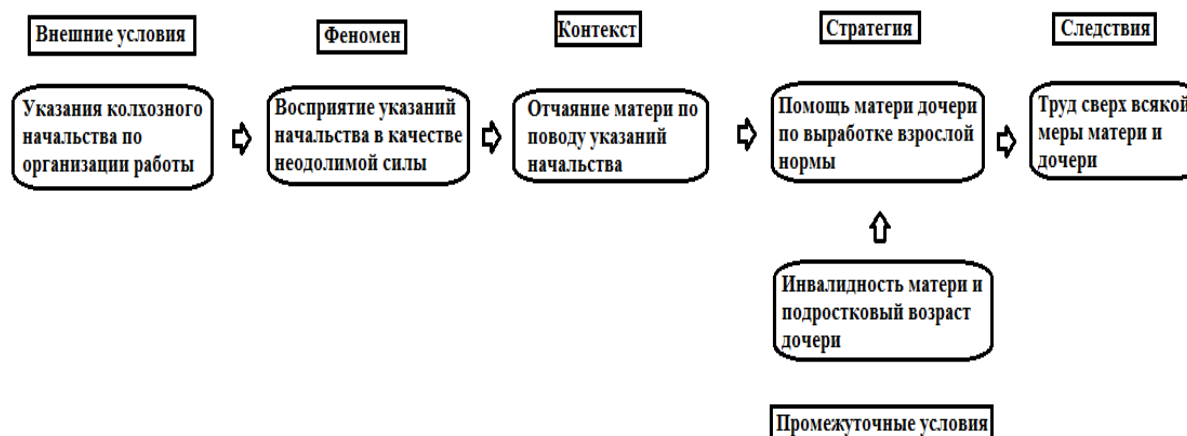 Внешние условия
Феномен
Контекст
Стратегия
Следствия
Указания колхозного
начальства по
организации работы
Восприятие указаний
начальства в качестве
неодолимой силы
Отчаяние матери по
поводу указаний
начальства
Помощь матери дочери
по выработке взрослой
нормы
Труд сверх всякой
меры матери и
дочери
Инвалидность матери и
подростковый возраст
дочери
Промежуточные условия